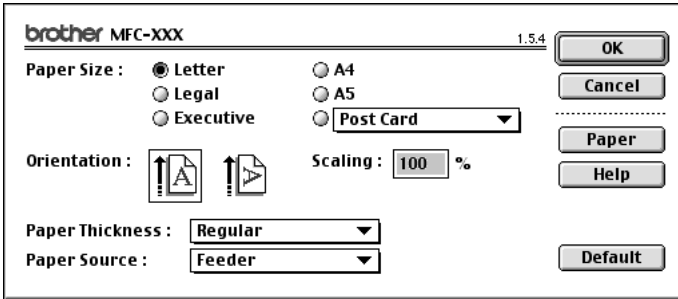 brother MFC-XXX 1.5.4
OK
Paper Size : Letter A4
Cancel
Legal A5
Executive Post Card
Paper
Orientation : A A Scaling : 100 %
Help
Paper Thickness : Regular
Paper Source : Feeder Default